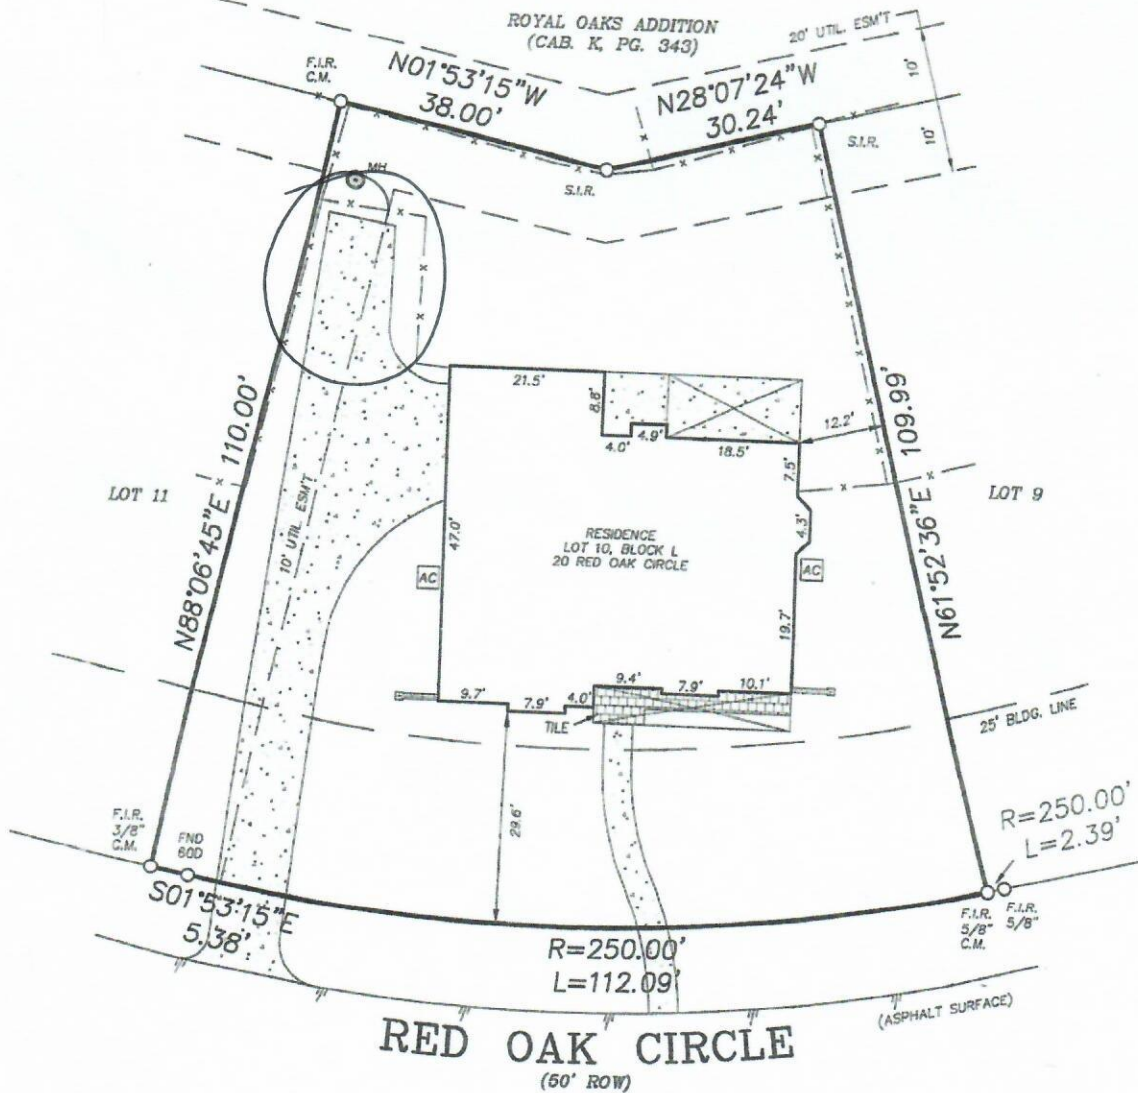 ROYAL OAKS ADDITION
(CAB. K, PG. 343)
20' UTIL. ESM'T
F.I.R.
C.M.
N01°53'15"W
38.00'
N28°07'24"W
30.24'
10'
10'
S.I.R.
S.I.R.
MH
21.5'
8.8'
4.0'
4.9'
18.5'
12.2'
7.5'
4.3'
19.7'
47.0'
N88°06'45"E 110.00'
N61°52'36"E 109.99'
LOT 11
LOT 9
10' UTIL. ESM'T
RESIDENCE
LOT 10, BLOCK L
20 RED OAK CIRCLE
AC
AC
9.7'
7.9'
4.0'
9.4'
7.9'
10.1'
TILE
25' BLDG. LINE
29.6'
F.I.R.
3/8"
C.M.
FND
60D
S01°53'15"E
5.38'
R=250.00'
L=112.09'
R=250.00'
L=2.39'
F.I.R.
5/8"
C.M.
F.I.R.
5/8"
(ASPHALT SURFACE)
RED OAK CIRCLE
(50' ROW)